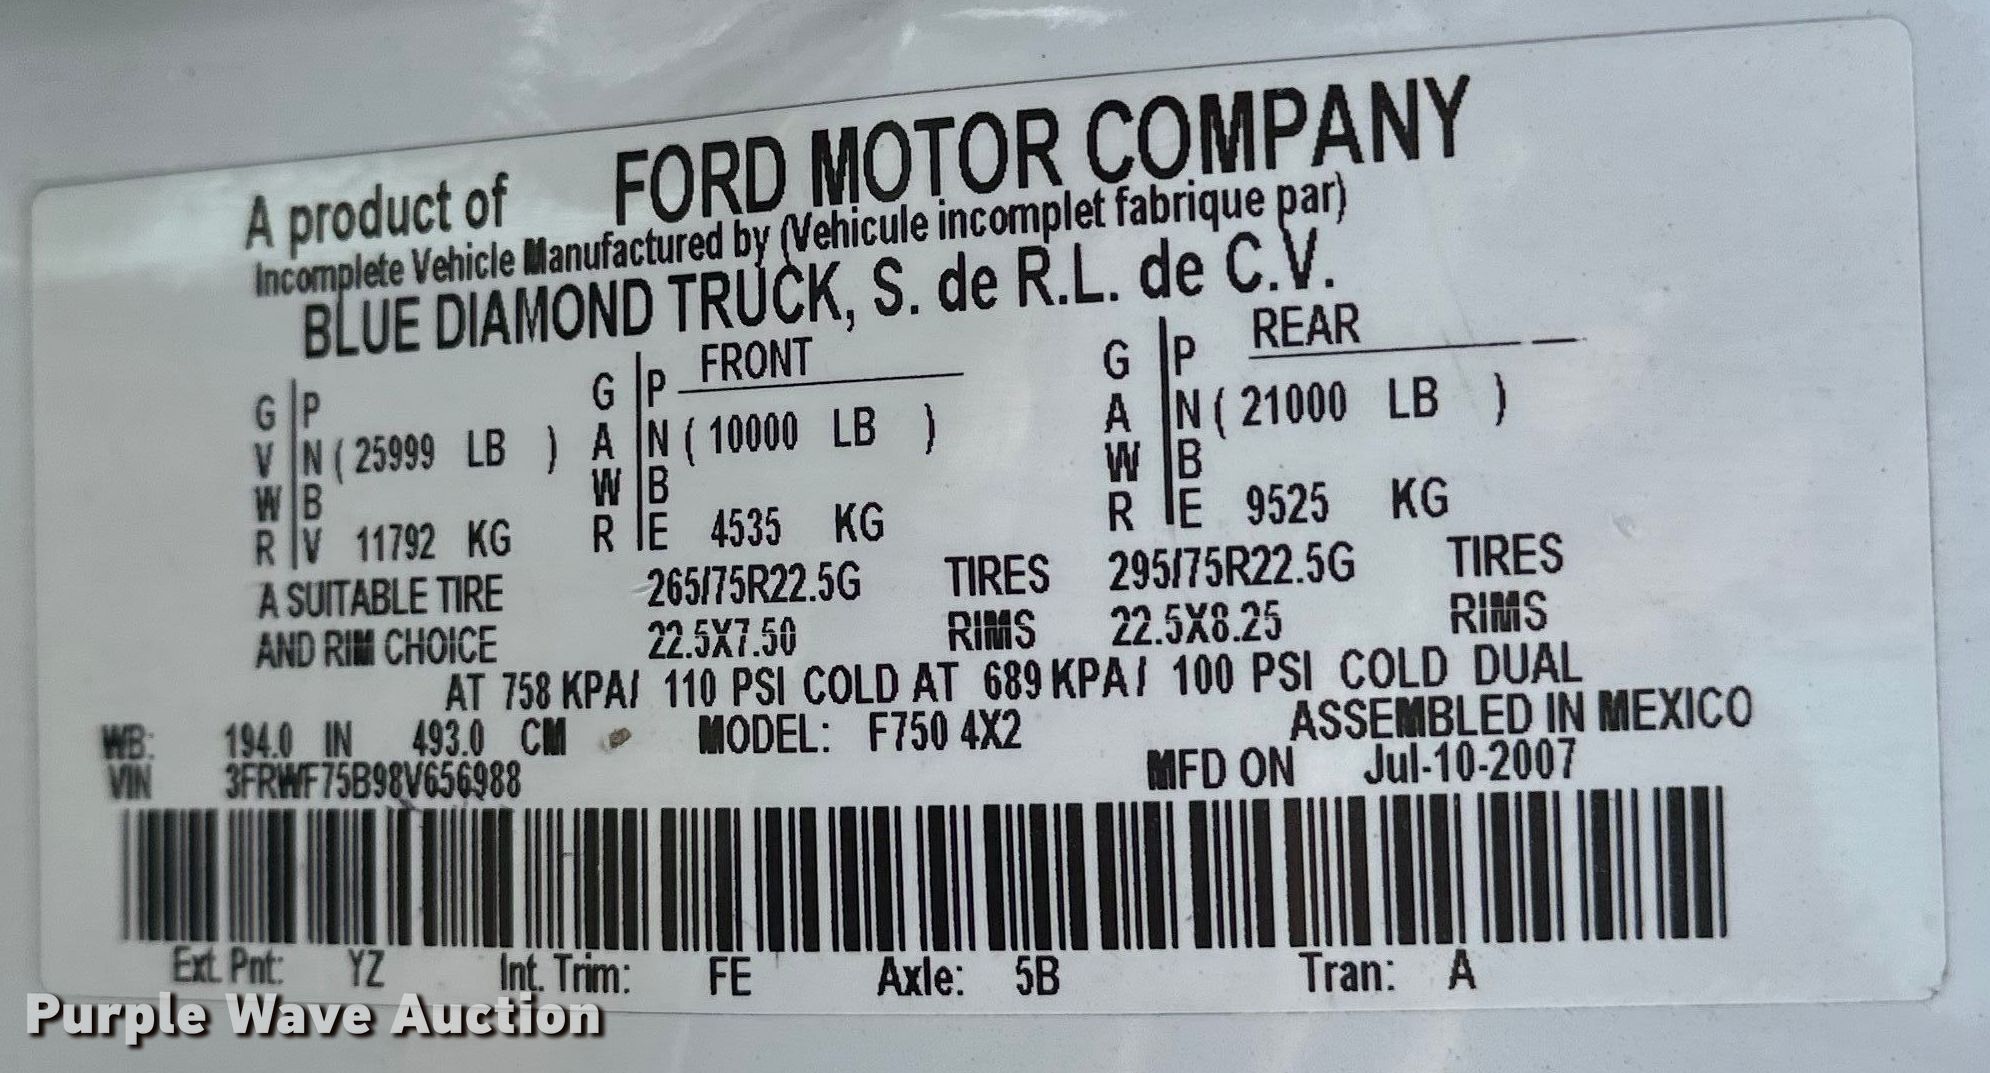 A product of FORD MOTOR COMPANY
Incomplete Vehicle Manufactured by (Vehicule incomplet fabrique par)
BLUE DIAMOND TRUCK, S. de R.L. de C.V.
G P G P FRONT G P REAR
V N ( 25999 LB ) A N ( 10000 LB ) A N ( 21000 LB )
W B W B W B
R V 11792 KG R E 4535 KG R E 9525 KG
A SUITABLE TIRE 265/75R22.5G TIRES 295/75R22.5G TIRES
AND RIM CHOICE 22.5X7.50 RIMS 22.5X8.25 RIMS
AT 758 KPA/ 110 PSI COLD AT 689 KPA/ 100 PSI COLD DUAL
WB: 194.0 IN 493.0 CM MODEL: F750 4X2 ASSEMBLED IN MEXICO
VIN 3FRWF75B98V656988 MFD ON Jul-10-2007
Ext. Pnt: YZ Int. Trim: FE Axle: 5B Tran: A
Purple Wave Auction